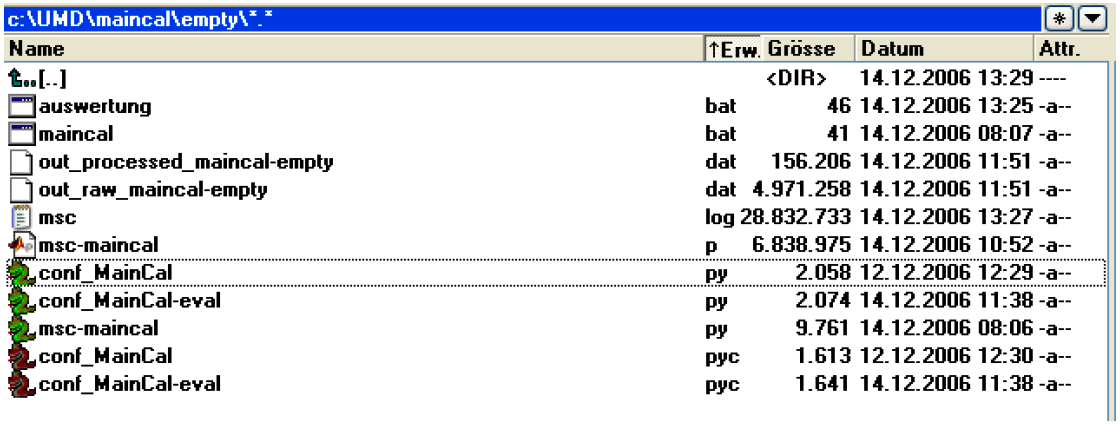 c:\UMD\maincal\empty\*.*
Name ↑Erw. Grösse Datum Attr.
[..] <DIR> 14.12.2006 13:29 ----
auswertung bat 46 14.12.2006 13:25 -a--
maincal bat 41 14.12.2006 08:07 -a--
out_processed_maincal-empty dat 156.206 14.12.2006 11:51 -a--
out_raw_maincal-empty dat 4.971.258 14.12.2006 11:51 -a--
msc log 28.832.733 14.12.2006 13:27 -a--
msc-maincal p 6.838.975 14.12.2006 10:52 -a--
conf_MainCal py 2.058 12.12.2006 12:29 -a--
conf_MainCal-eval py 2.074 14.12.2006 11:38 -a--
msc-maincal py 9.761 14.12.2006 08:06 -a--
conf_MainCal pyc 1.613 12.12.2006 12:30 -a--
conf_MainCal-eval pyc 1.641 14.12.2006 11:38 -a--